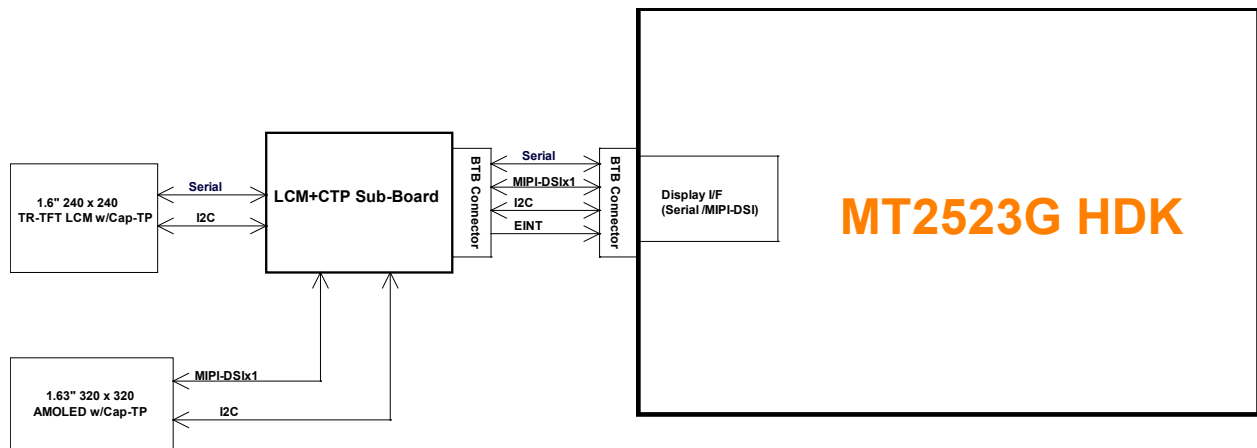 1.6" 240 x 240
TR-TFT LCM w/Cap-TP
Serial
I2C
LCM+CTP Sub-Board
BTB Connector
Serial
MIPI-DSIx1
I2C
EINT
BTB Connector
Display I/F
(Serial /MIPI-DSI)
MT2523G HDK
1.63" 320 x 320
AMOLED w/Cap-TP
MIPI-DSIx1
I2C